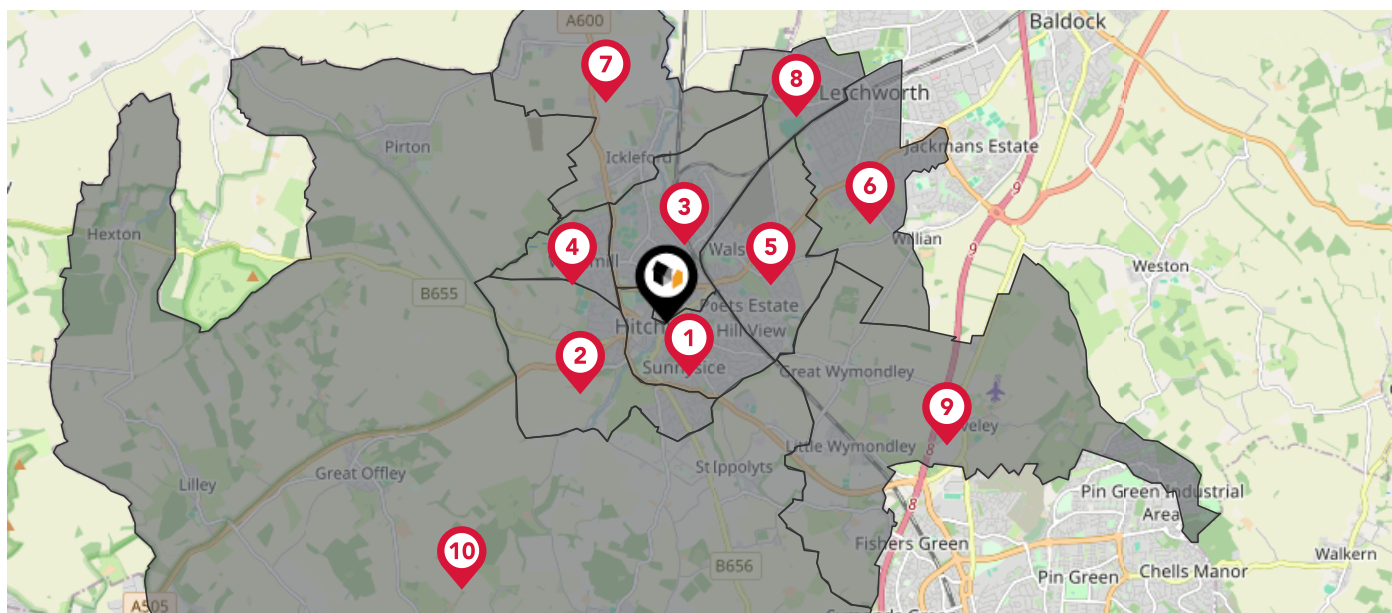 A600
Baldock
7
8
Letchworth
Pirton
Jackmans Estate
Ickleford
9
6
3
Hexton
4
5
Willian
9
Weston
B655
Poets Estate
Hill View
1
2
Sunnyside
Great Wymondley
9
Little Wymondley
8
St Ippolyts
Great Offley
Lilley
Pin Green Industrial
Area
8
10
Fishers Green
Walkern
B656
Pin Green
Chells Manor
A505